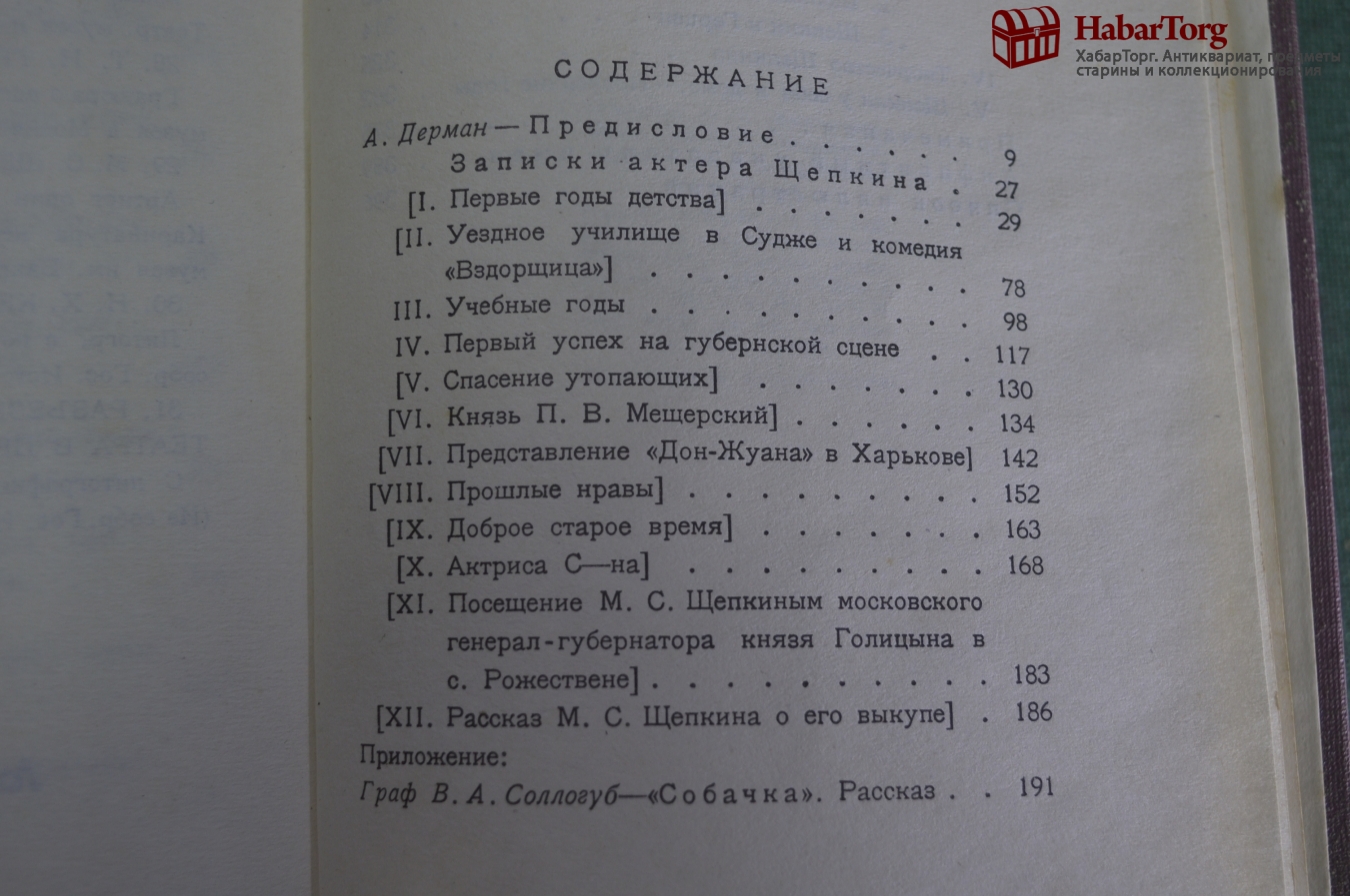 HabarTorg
ХабарТорг. Антиквариат, предметы
старины и коллекционирования
СОДЕРЖАНИЕ
А. Дерман — Предисловие . . . . . . 9
Записки актера Щепкина . 27
[I. Первые годы детства] . . . . . . . 29
[II. Уездное училище в Судже и комедия
«Вздорщица»] . . . . . . . . . . 78
III. Учебные годы . . . . . . . . . . 98
IV. Первый успех на губернской сцене . . 117
[V. Спасение утопающих] . . . . . . . 130
[VI. Князь П. В. Мещерский] . . . . . . 134
[VII. Представление «Дон-Жуана» в Харькове] 142
[VIII. Прошлые нравы] . . . . . . . . . 152
[IX. Доброе старое время] . . . . . . . 163
[X. Актриса С—на] . . . . . . . . . 168
[XI. Посещение М. С. Щепкиным московского
генерал-губернатора князя Голицына в
с. Рожествене] . . . . . . . . . . 183
[XII. Рассказ М. С. Щепкина о его выкупе] . 186
Приложение:
Граф В. А. Соллогуб—«Собачка». Рассказ . . 191